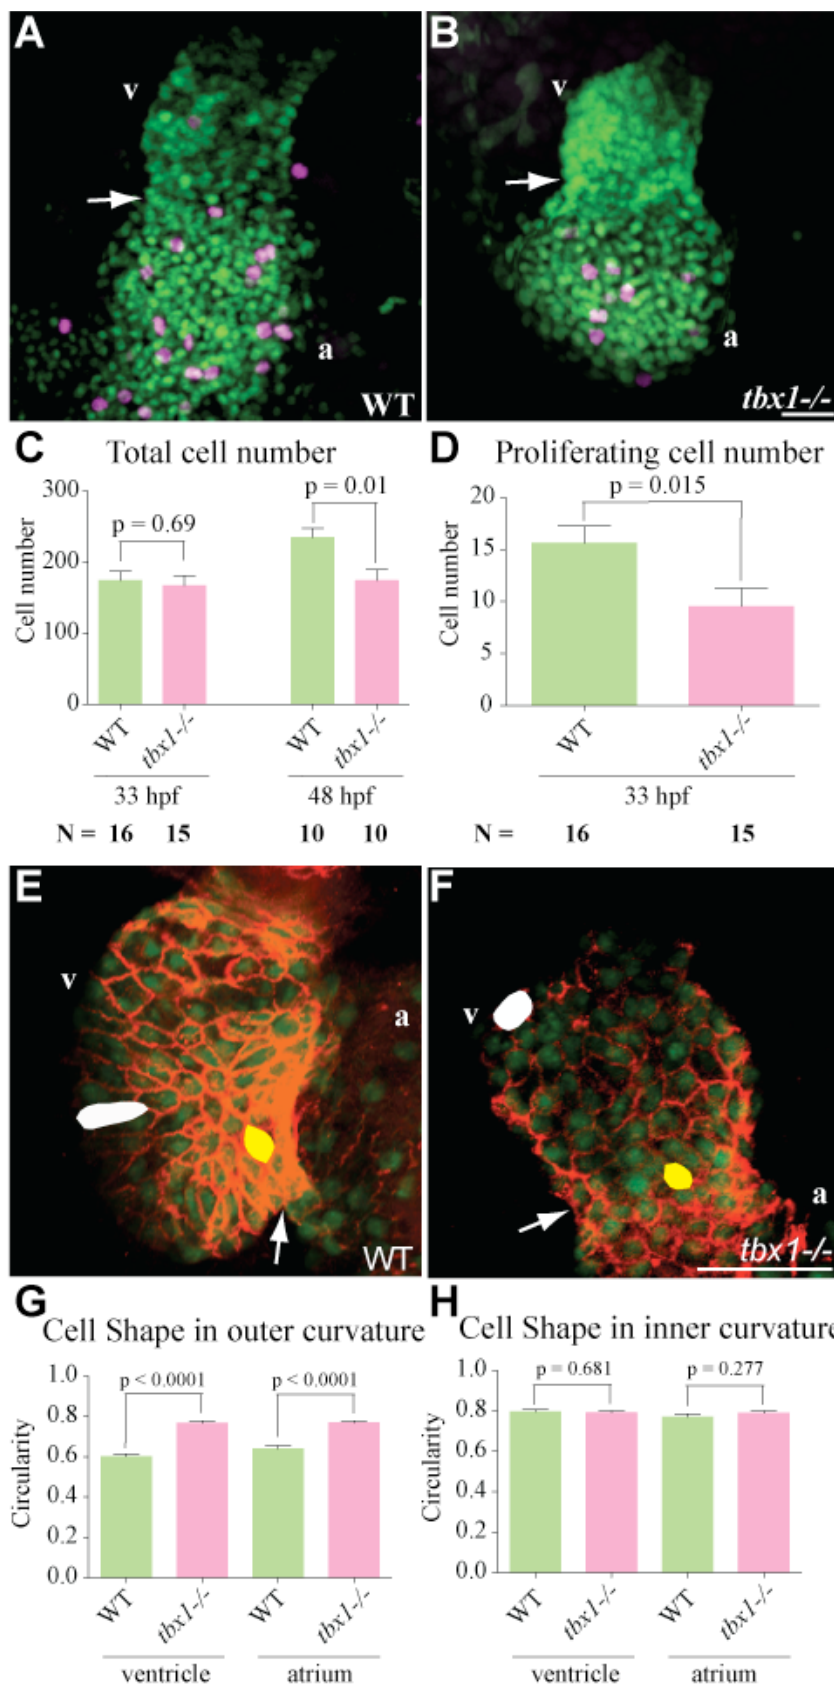 A
B
v
v
a
a
WT
tbx1-/-
C
Total cell number
D
Proliferating cell number
300
200
100
0
Cell number
p = 0.69
p = 0.01
WT
tbx1-/-
WT
tbx1-/-
33 hpf
48 hpf
N = 16 15 10 10
20
15
10
5
0
Cell number
p = 0.015
WT
tbx1-/-
33 hpf
N = 16 15
E
F
v
a
v
a
WT
tbx1-/-
G
Cell Shape in outer curvature
H
Cell Shape in inner curvature
1.0
0.8
0.6
0.4
0.2
0.0
Circularity
p < 0.0001
p < 0.0001
WT
tbx1-/-
WT
tbx1-/-
ventricle
atrium
1.0
0.8
0.6
0.4
0.2
0.0
Circularity
p = 0.681
p = 0.277
WT
tbx1-/-
WT
tbx1-/-
ventricle
atrium